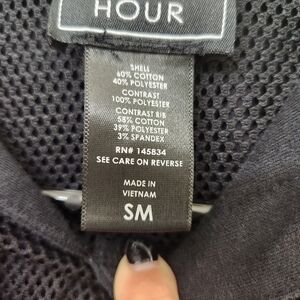 HOUR
SHELL
60% COTTON
40% POLYESTER
CONTRAST
100% POLYESTER
CONTRAST RIB
58% COTTON
39% POLYESTER
3% SPANDEX
RN# 145834
SEE CARE ON REVERSE
MADE IN
VIETNAM
SM